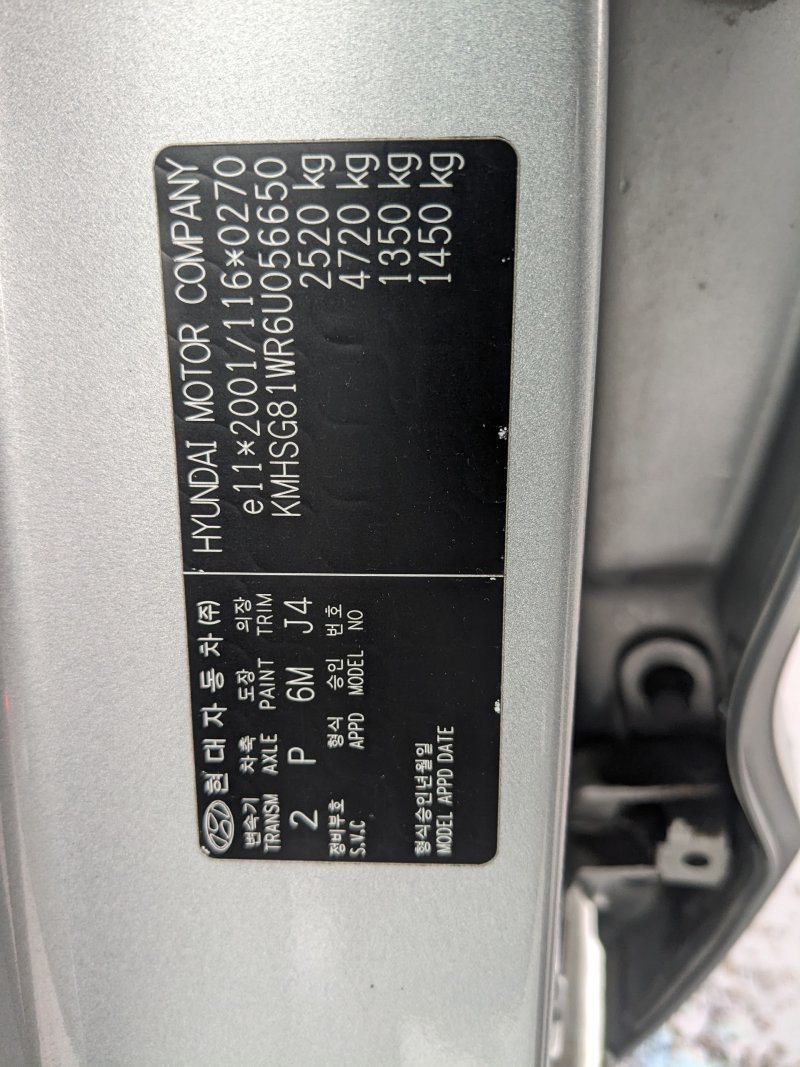 현대자동차(주) HYUNDAI MOTOR COMPANY
변속기 차축 도장 의장 e11*2001/116*0270
TRANSM AXLE PAINT TRIM KMHSG81WR6U056650
2 P 6M J4 2520 kg
정비부호 형식 승인 번호 4720 kg
S.V.C APPD MODEL NO 1350 kg
형식승인년월일 1450 kg
MODEL APPD DATE